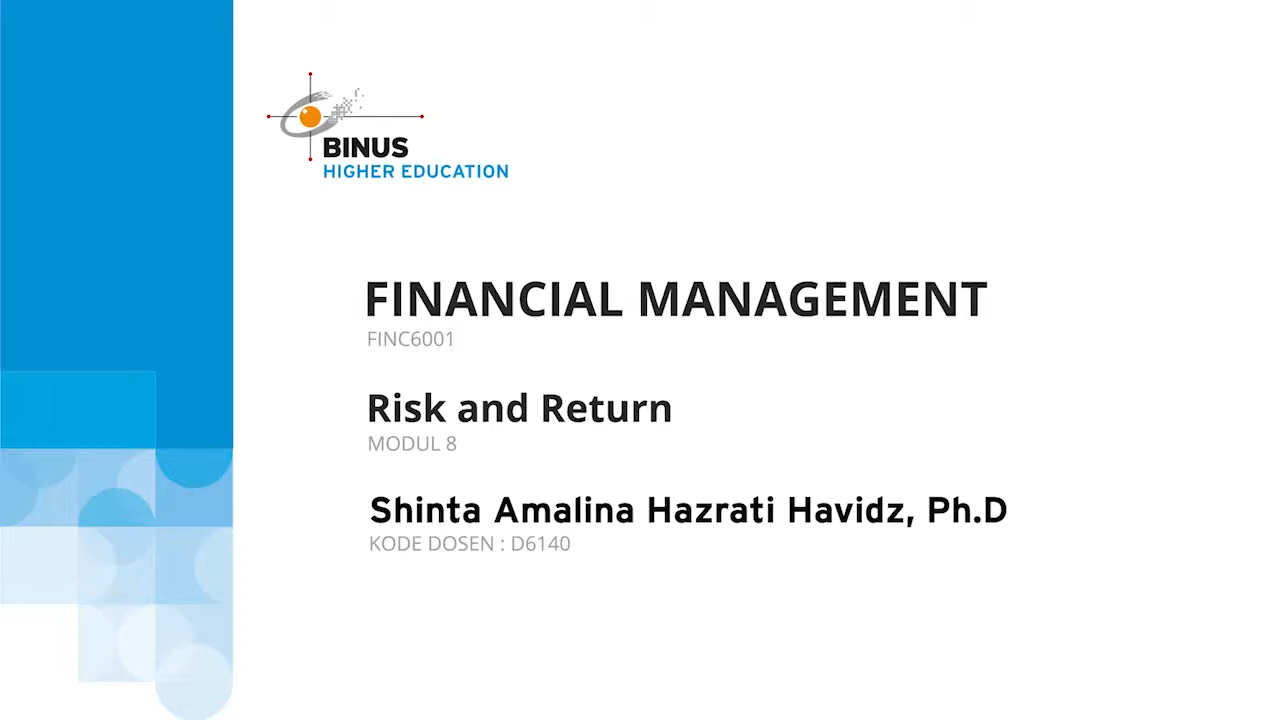 BINUS
HIGHER EDUCATION
FINANCIAL MANAGEMENT
FINC6001
Risk and Return
MODUL 8
Shinta Amalina Hazrati Havidz, Ph.D
KODE DOSEN : D6140